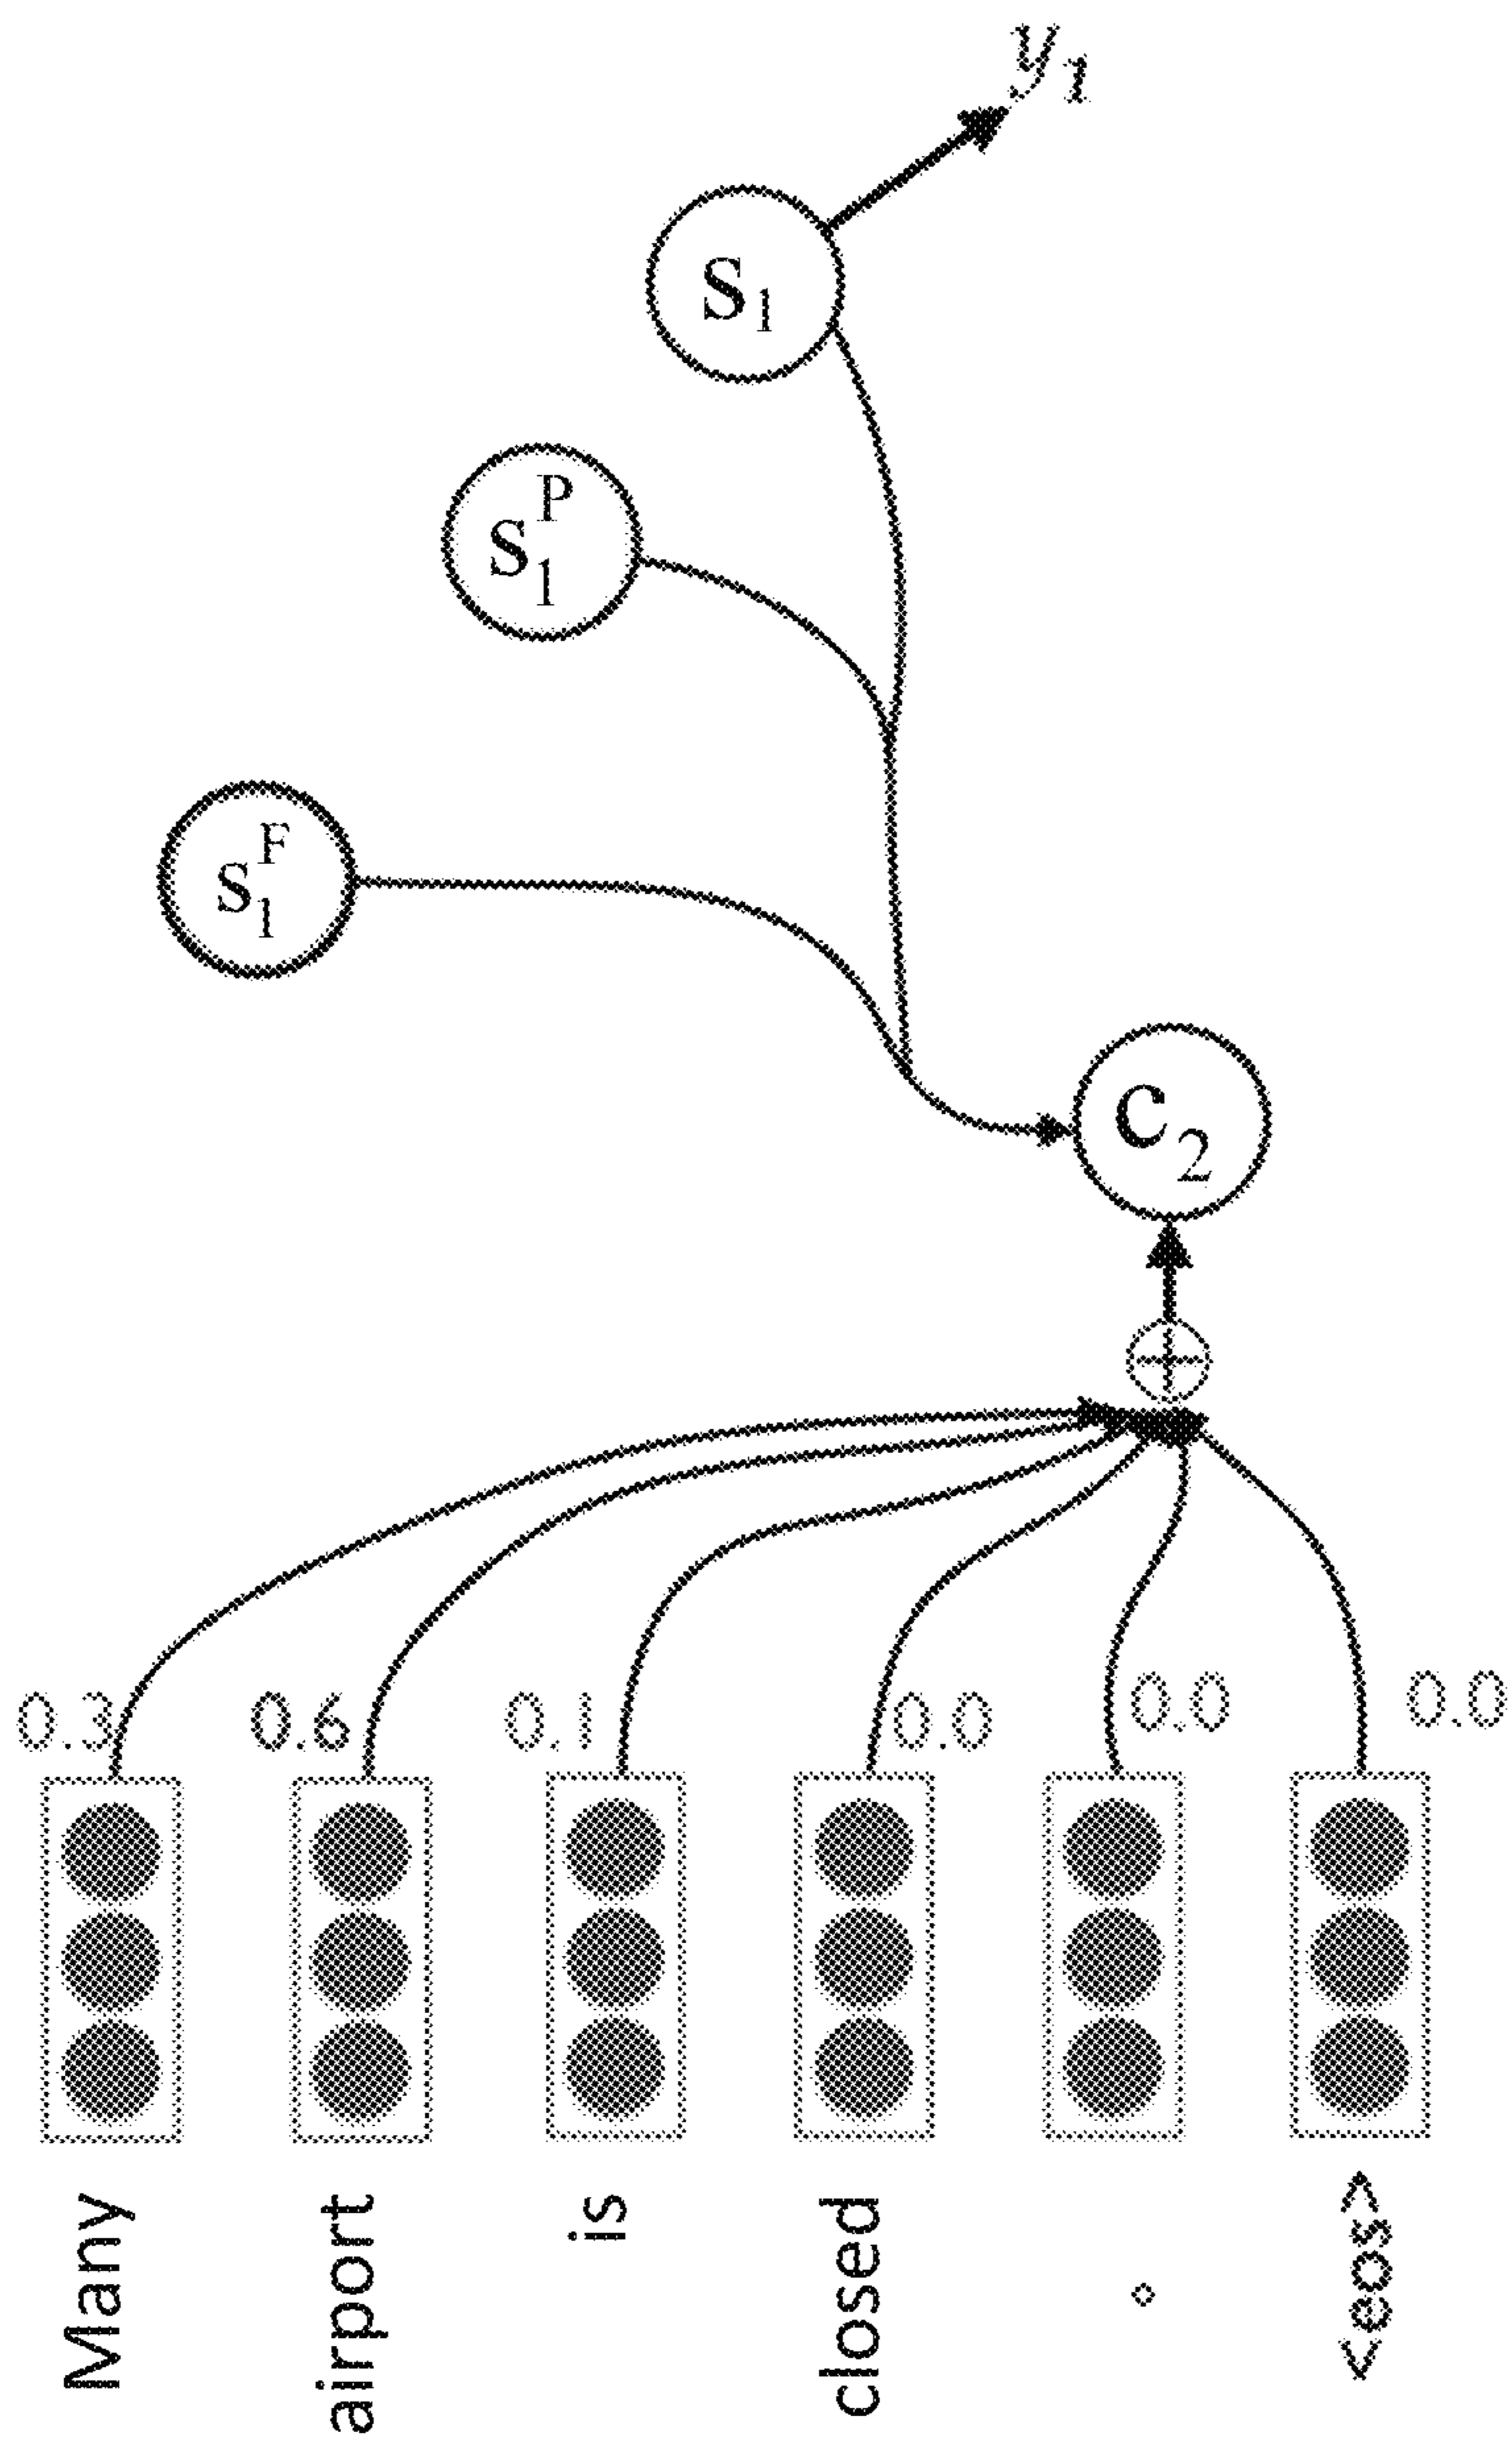 y₁
s₁
s₁ᴾ
s₁ᶠ
c₂
0.3 0.6 0.1 0.0 0.0 0.0
Many airport is closed 。 <eos>